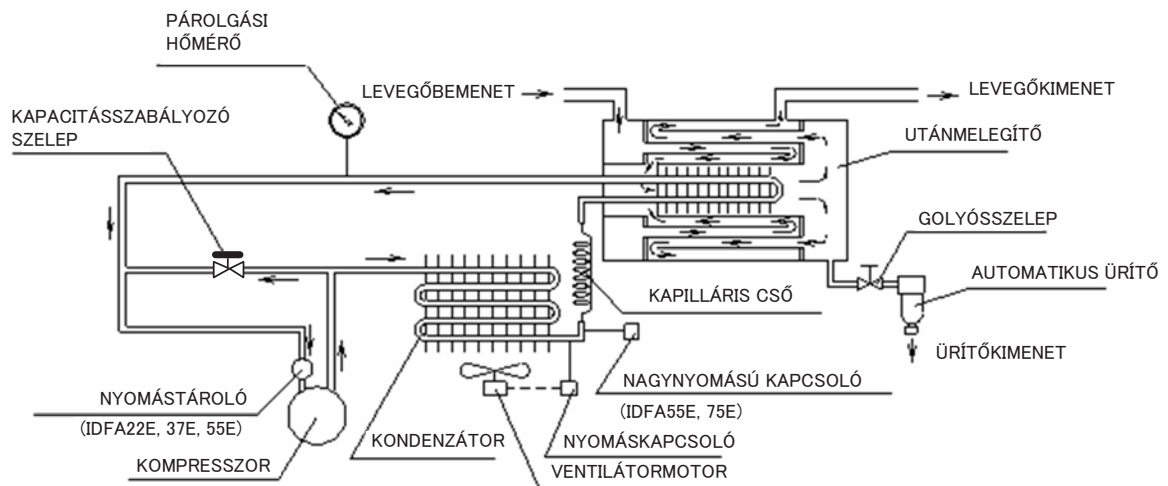 PÁROLGÁSI
HŐMÉRŐ
LEVEGŐBEMENET
LEVEGŐKIMENET
KAPACITÁSSZABÁLYOZÓ
SZELEP
UTÁNMELEGÍTŐ
GOLYÓSSZELEP
AUTOMATIKUS ÜRÍTŐ
KAPILLÁRIS CSŐ
ÜRÍTŐKIMENET
NYOMÁSTÁROLÓ
(IDFA22E, 37E, 55E)
KOMPRESSZOR
KONDENZÁTOR
NAGYNYOMÁSÚ KAPCSOLÓ
(IDFA55E, 75E)
NYOMÁSKAPCSOLÓ
VENTILÁTORMOTOR